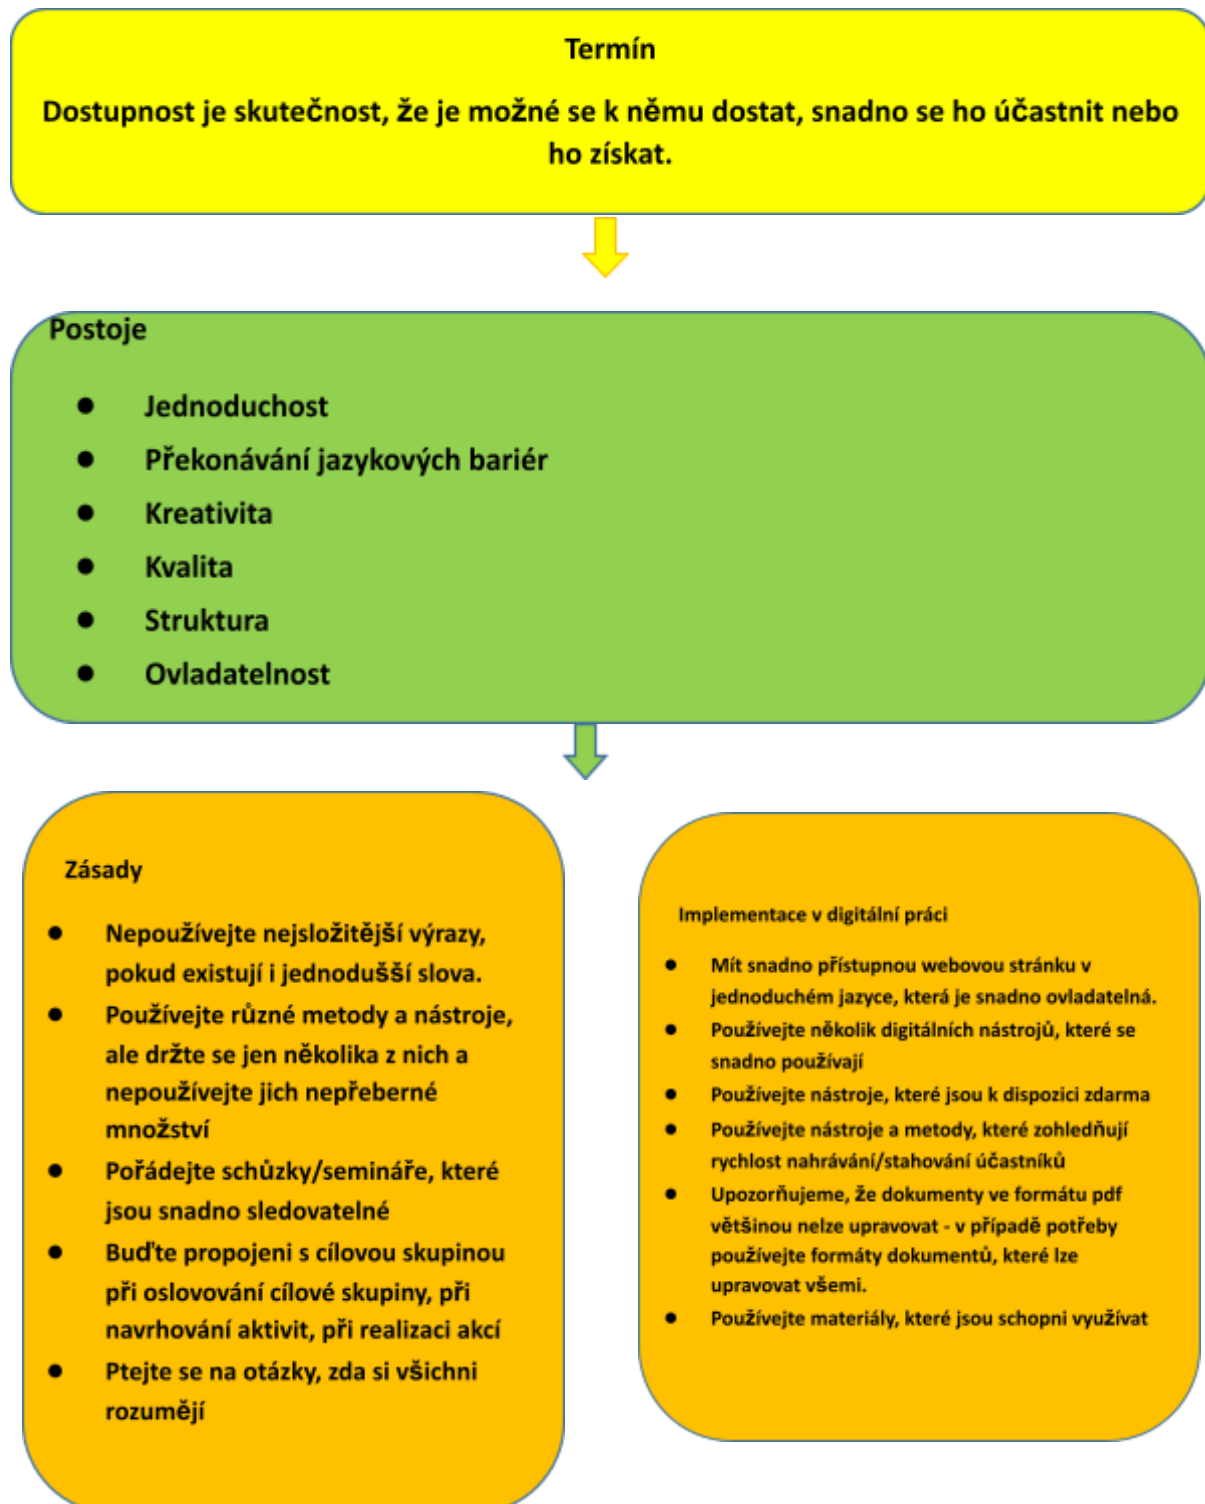 Termín
Dostupnost je skutečnost, že je možné se k němu dostat, snadno se ho účastnit nebo
ho získat.
Postoje
● Jednoduchost
● Překonávání jazykových bariér
● Kreativita
● Kvalita
● Struktura
● Ovladatelnost
Zásady
● Nepoužívejte nejsložitější výrazy,
pokud existují i jednodušší slova.
● Používejte různé metody a nástroje,
ale držte se jen několika z nich a
nepoužívejte jich nepřeberné
množství
● Pořádejte schůzky/semináře, které
jsou snadno sledovatelné
● Buďte propojeni s cílovou skupinou
při oslovování cílové skupiny, při
navrhování aktivit, při realizaci akcí
● Ptejte se na otázky, zda si všichni
rozumějí
Implementace v digitální práci
● Mít snadno přístupnou webovou stránku v
jednoduchém jazyce, která je snadno ovladatelná.
● Používejte několik digitálních nástrojů, které se
snadno používají
● Používejte nástroje, které jsou k dispozici zdarma
● Používejte nástroje a metody, které zohledňují
rychlost nahrávání/stahování účastníků
● Upozorňujeme, že dokumenty ve formátu pdf
většinou nelze upravovat - v případě potřeby
používejte formáty dokumentů, které lze
upravovat všemi.
● Používejte materiály, které jsou schopni využívat